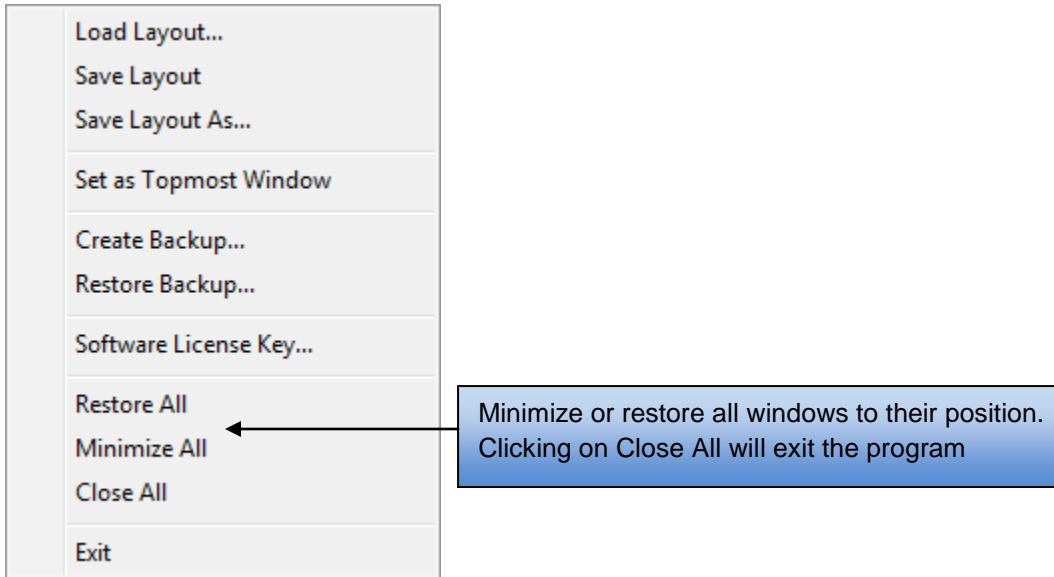 Load Layout...
Save Layout
Save Layout As...
Set as Topmost Window
Create Backup...
Restore Backup...
Software License Key...
Restore All
Minimize All
Close All
Exit
Minimize or restore all windows to their position.
Clicking on Close All will exit the program